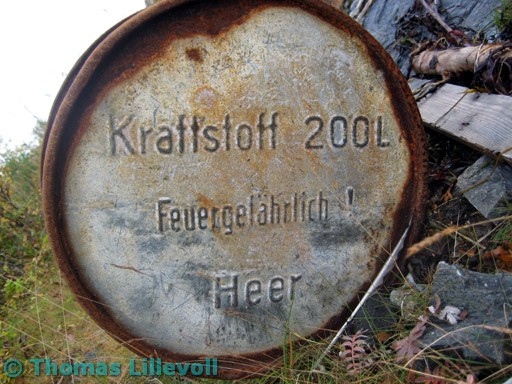 Kraftstoff 200L
Feuergefährlich !
Heer
© Thomas Lillevoll